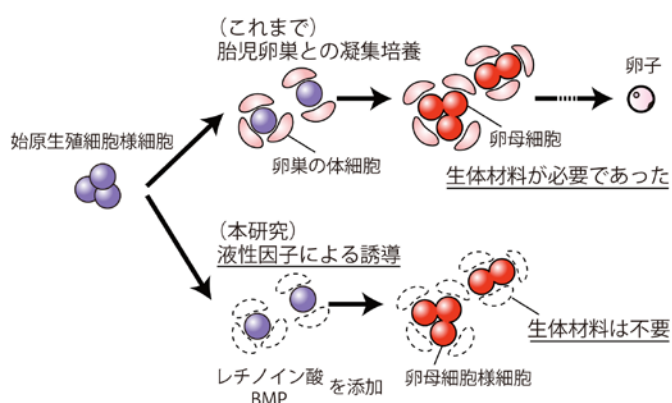 （これまで）
胎児卵巣との凝集培養
卵子
始原生殖細胞様細胞
卵母細胞
卵巣の体細胞
生体材料が必要であった
（本研究）
液性因子による誘導
生体材料は不要
レチノイン酸
BMP
を添加
卵母細胞様細胞